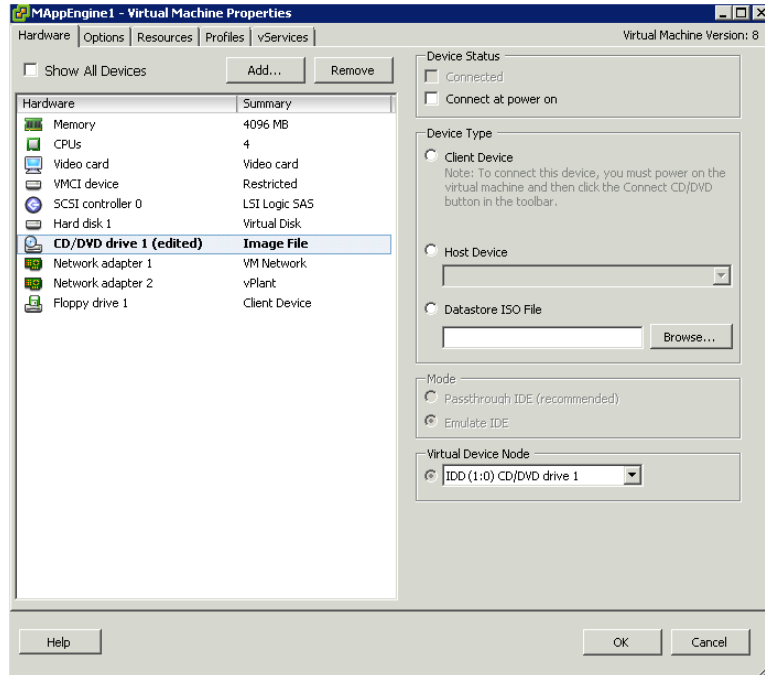 MAppEngine1 - Virtual Machine Properties
Hardware Options Resources Profiles vServices Virtual Machine Version: 8
Show All Devices Add... Remove
Hardware Summary
Memory 4096 MB
CPUs 4
Video card Video card
VMCI device Restricted
SCSI controller 0 LSI Logic SAS
Hard disk 1 Virtual Disk
CD/DVD drive 1 (edited) Image File
Network adapter 1 VM Network
Network adapter 2 vPlant
Floppy drive 1 Client Device
Device Status
Connected
Connect at power on
Device Type
Client Device
Note: To connect this device, you must power on the
virtual machine and then click the Connect CD/DVD
button in the toolbar.
Host Device
Datastore ISO File
Browse...
Mode
Passthrough IDE (recommended)
Emulate IDE
Virtual Device Node
IDD (1:0) CD/DVD drive 1
Help OK Cancel